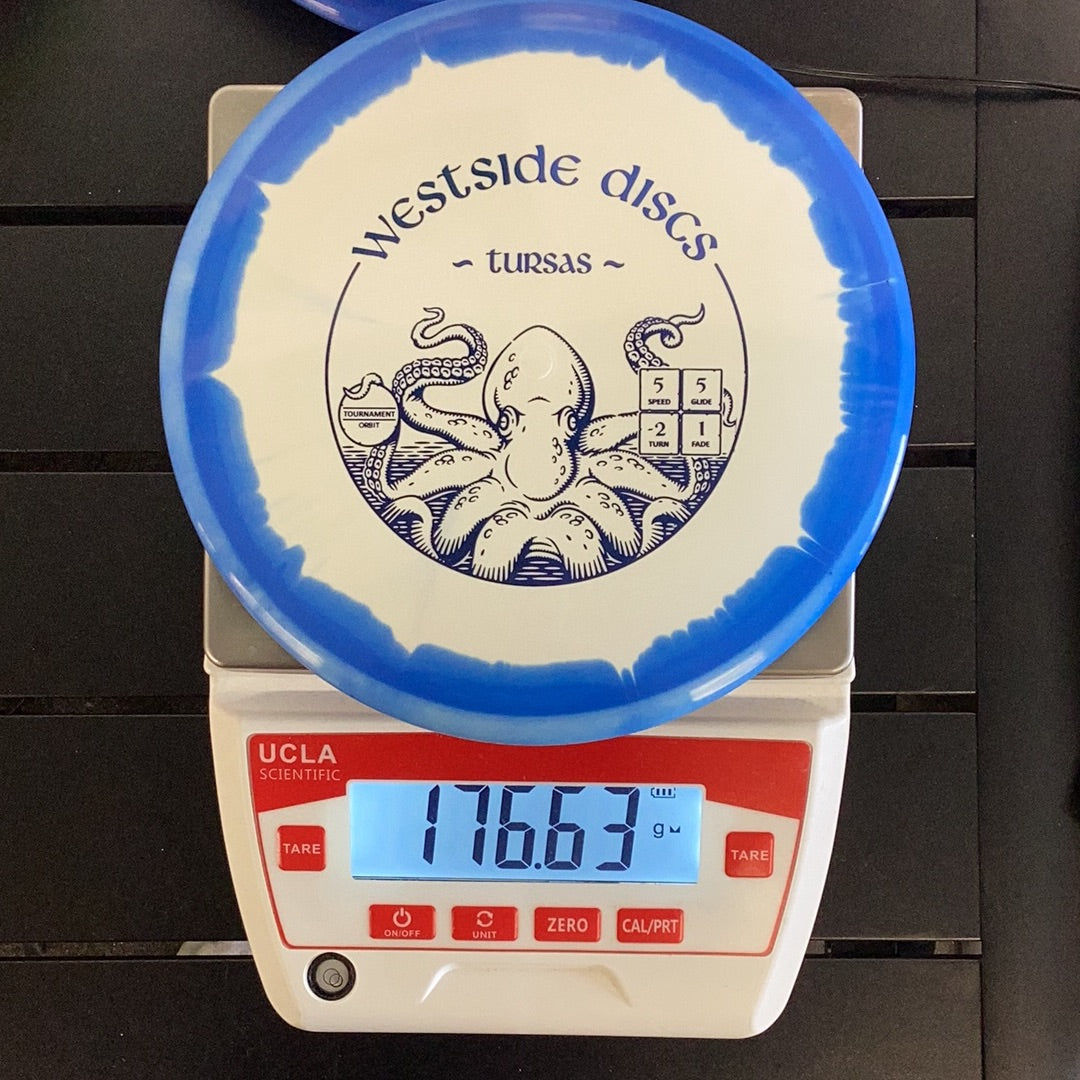 WESTSIDE DISCS
~ TURSAS ~
TOURNAMENT
ORBIT
5 5
SPEED GLIDE
-2 1
TURN FADE
UCLA
SCIENTIFIC
176.63 g
TARE TARE
ON/OFF UNIT ZERO CAL/PRT